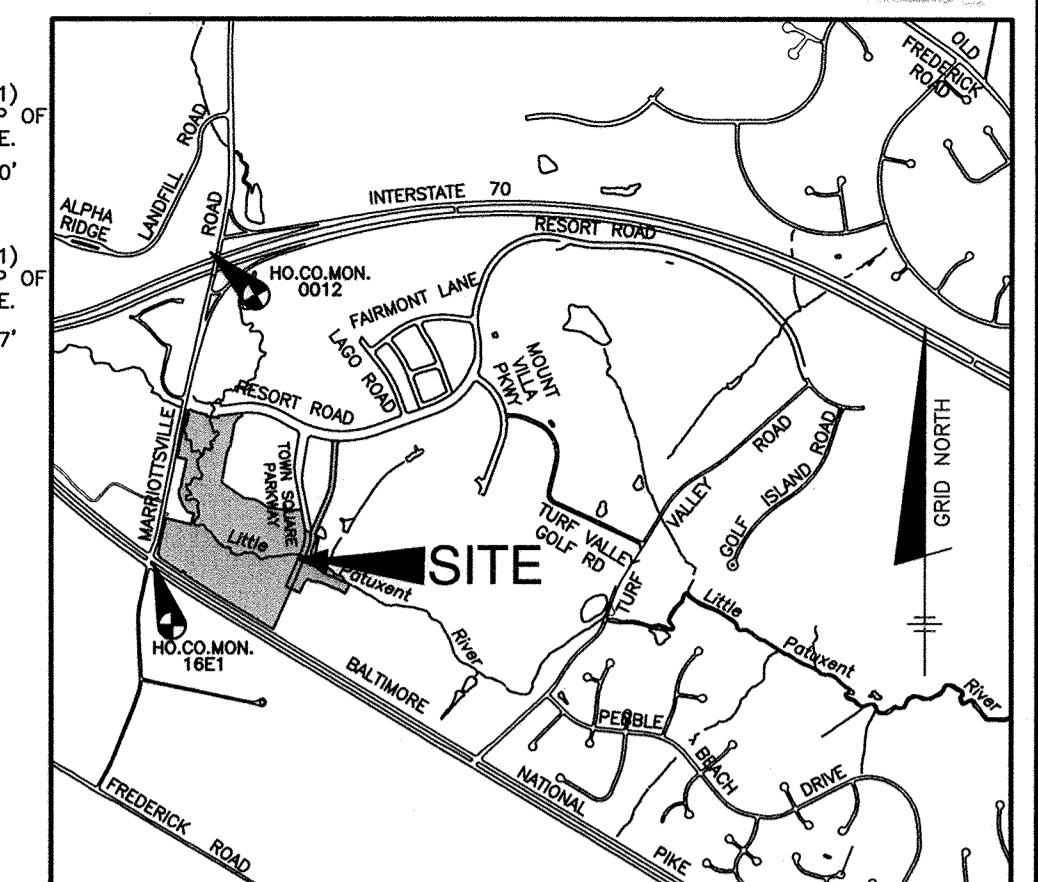 1)
P OF
E.
0'
1)
P OF
E.
7'
OLD
FREDERICK
ROAD
ALPHA
RIDGE
LANDFILL ROAD
ROAD
INTERSTATE 70
RESORT ROAD
HO.CO.MON.
0012
FAIRMONT LANE
LAGO ROAD
MOUNT
VILLA
PKWY
RESORT ROAD
MARRIOTTSVILLE
TOWN SQUARE
PARKWAY
VALLEY ROAD
GOLF ISLAND ROAD
GRID NORTH
TURF VALLEY
GOLF RD
Little
SITE
Patuxent
River
TURF
Little
Patuxent
River
HO.CO.MON.
16E1
BALTIMORE
NATIONAL
PIKE
PEBBLE
BEACH
DRIVE
FREDERICK ROAD